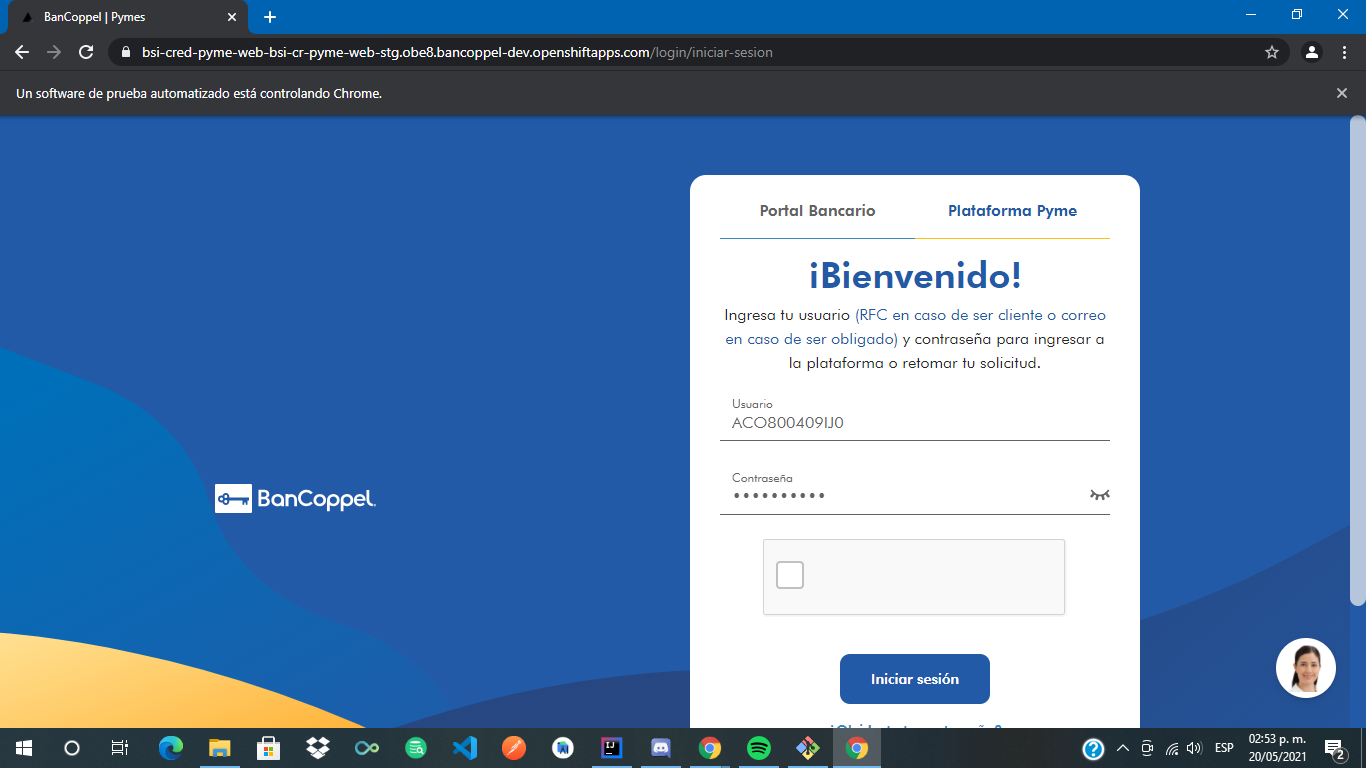 BanCoppel | Pymes
bsi-cred-pyme-web-bsi-cr-pyme-web-stg.obe8.bancoppel-dev.openshiftapps.com/login/iniciar-sesion
Un software de prueba automatizado está controlando Chrome.
Portal Bancario
Plataforma Pyme
¡Bienvenido!
Ingresa tu usuario (RFC en caso de ser cliente o correo
en caso de ser obligado) y contraseña para ingresar a
la plataforma o retomar tu solicitud.
Usuario
ACO800409IJ0
Contraseña
BanCoppel
Iniciar sesión
ESP
02:53 p. m.
20/05/2021
2